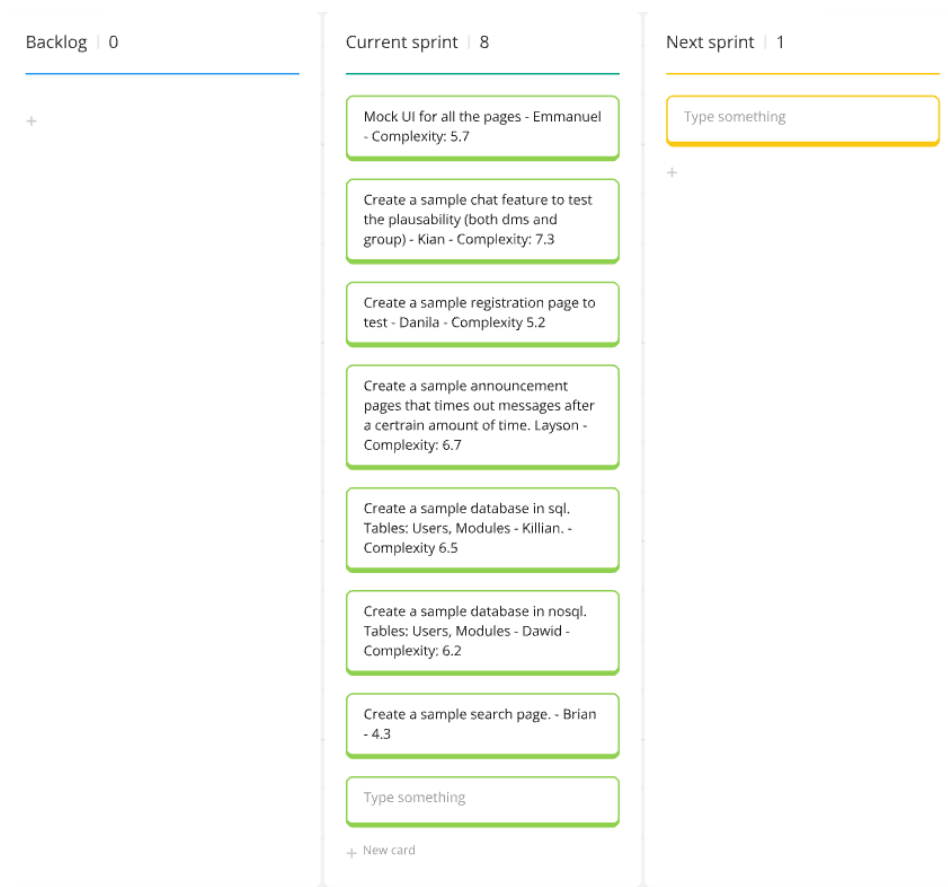 Backlog | 0
+
Current sprint | 8
Mock UI for all the pages - Emmanuel
- Complexity: 5.7
Create a sample chat feature to test
the plausability (both dms and
group) - Kian - Complexity: 7.3
Create a sample registration page to
test - Danila - Complexity 5.2
Create a sample announcement
pages that times out messages after
a certrain amount of time. Layson -
Complexity: 6.7
Create a sample database in sql.
Tables: Users, Modules - Killian. -
Complexity 6.5
Create a sample database in nosql.
Tables: Users, Modules - Dawid -
Complexity: 6.2
Create a sample search page. - Brian
- 4.3
Type something
+ New card
Next sprint | 1
Type something
+